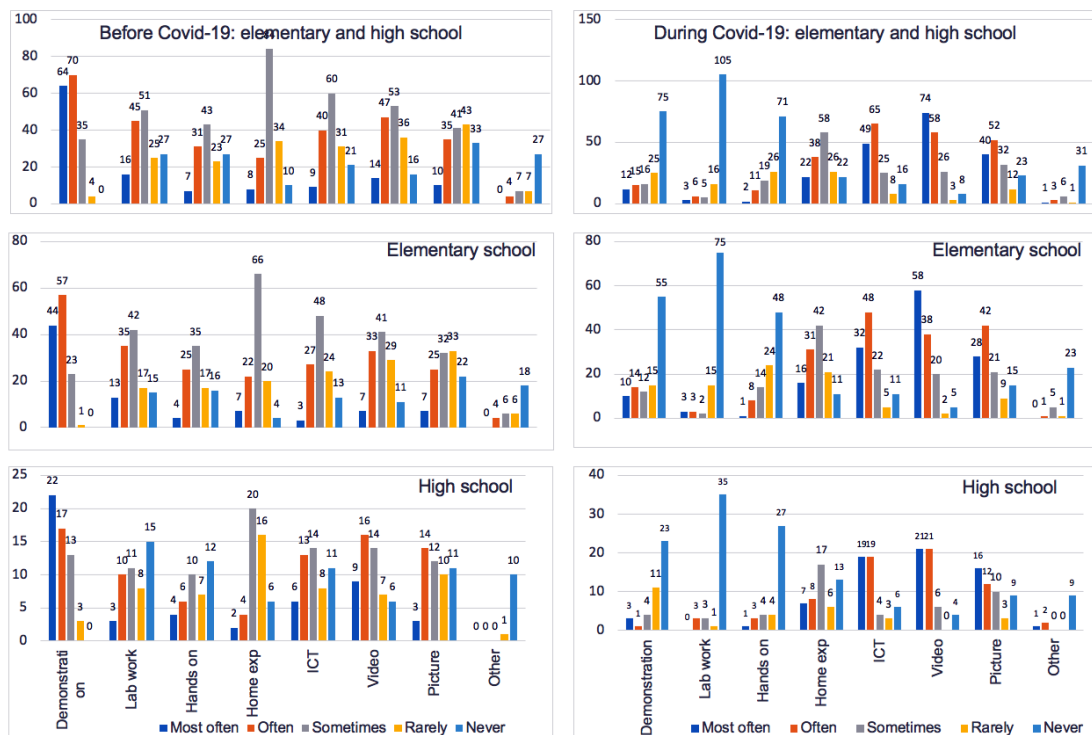 Before Covid-19: elementary and high school
100
80
60
40
20
0
64 70 35 4 0
16 45 51 25 27
7 31 43 23 27
8 25 34 10
9 40 60 31 21
14 47 53 36 16
10 35 41 43 33
0 4 7 7 27
During Covid-19: elementary and high school
150
100
50
0
12 15 16 25 75
3 6 5 16 105
2 11 19 26 71
22 38 58 26 22
49 65 25 8 16
74 58 26 3 8
40 52 32 12 23
1 3 6 1 31
Elementary school
80
60
40
20
0
44 57 23 1 0
13 35 42 17 15
4 25 35 17 16
7 22 66 20 4
3 27 48 24 13
7 33 41 29 11
7 25 32 33 22
0 4 6 6 18
Elementary school
80
60
40
20
0
10 14 12 15 55
3 3 2 15 75
1 8 14 24 48
16 31 42 21 11
32 48 22 5 11
58 38 20 2 5
28 42 21 9 15
0 1 5 1 23
High school
25
20
15
10
5
0
22 17 13 3 0
3 10 11 8 15
4 6 10 7 12
2 4 20 16 6
6 13 14 8 11
9 16 14 7 6
3 14 12 10 11
0 0 0 1 10
Demonstrati
on
Lab work
Hands on
Home exp
ICT
Video
Picture
Other
Most often Often Sometimes Rarely Never
High school
40
30
20
10
0
3 1 4 11 23
0 3 3 1 35
1 3 4 4 27
7 8 17 6 13
19 19 4 3 6
21 21 6 0 4
16 12 10 3 9
1 2 0 0 9
Demonstration
Lab work
Hands on
Home exp
ICT
Video
Picture
Other
Most often Often Sometimes Rarely Never